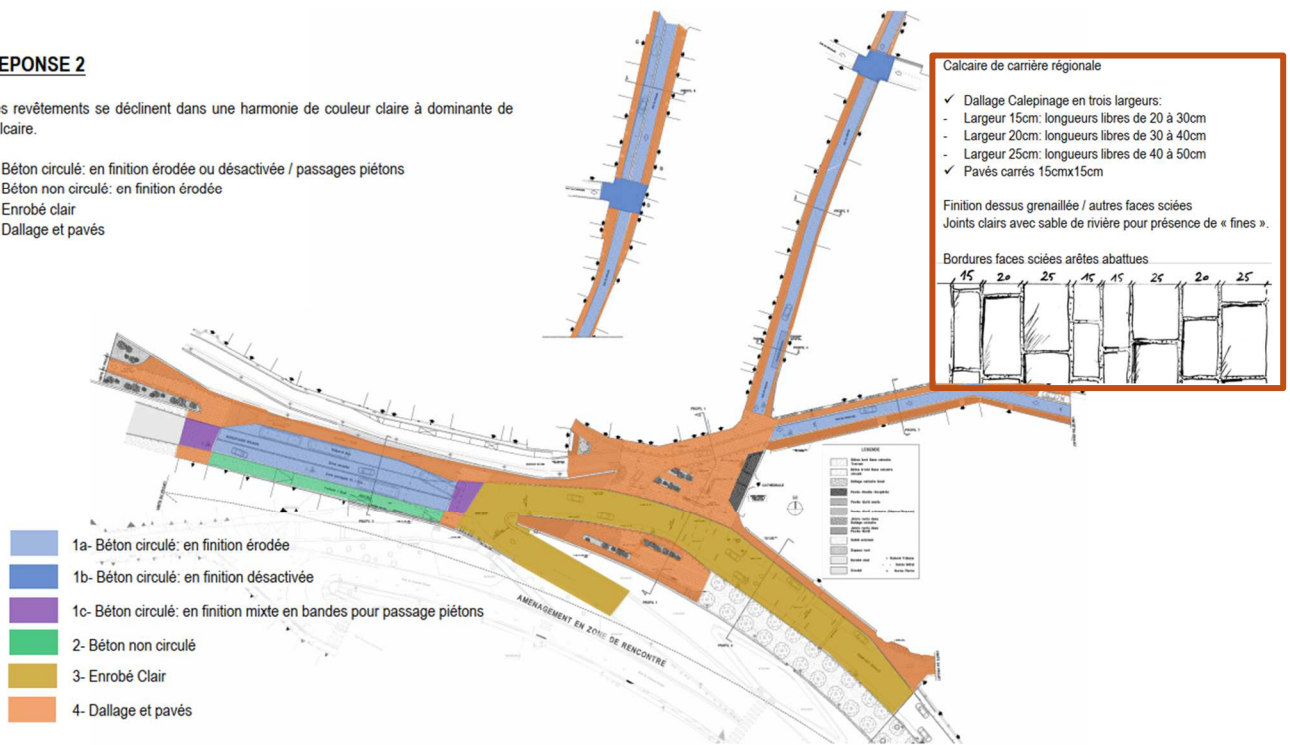 EPONSE 2
s revêtements se déclinent dans une harmonie de couleur claire à dominante de
lcaire.
Béton circulé: en finition érodée ou désactivée / passages piétons
Béton non circulé: en finition érodée
Enrobé clair
Dallage et pavés
Calcaire de carrière régionale
✓ Dallage Calepinage en trois largeurs:
- Largeur 15cm: longueurs libres de 20 à 30cm
- Largeur 20cm: longueurs libres de 30 à 40cm
- Largeur 25cm: longueurs libres de 40 à 50cm
✓ Pavés carrés 15cmx15cm
Finition dessus grenaillée / autres faces sciées
Joints clairs avec sable de rivière pour présence de « fines ».
Bordures faces sciées arêtes abattues
15 20 25 15 15 25 20 25
PROFIL 1
CATHÉDRALE
LEGENDE
AMENAGEMENT EN ZONE DE RENCONTRE
1a- Béton circulé: en finition érodée
1b- Béton circulé: en finition désactivée
1c- Béton circulé: en finition mixte en bandes pour passage piétons
2- Béton non circulé
3- Enrobé Clair
4- Dallage et pavés